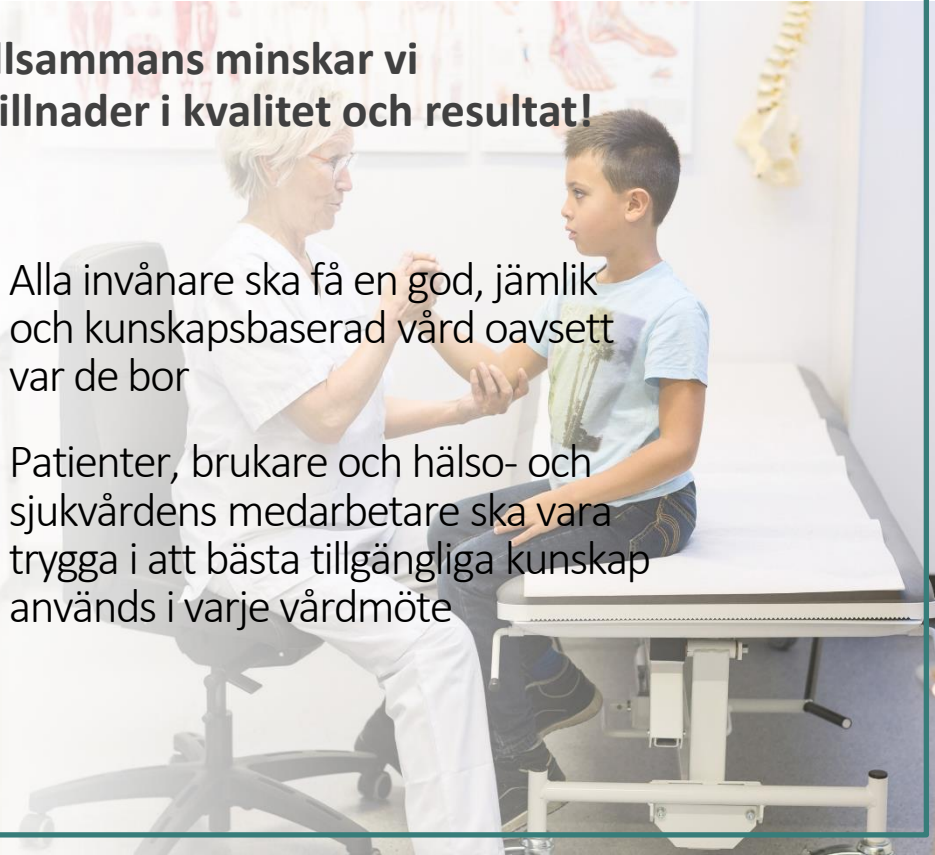 llsammans minskar vi
illnader i kvalitet och resultat!
Alla invånare ska få en god, jämlik
och kunskapsbaserad vård oavsett
var de bor
Patienter, brukare och hälso- och
sjukvårdens medarbetare ska vara
trygga i att bästa tillgängliga kunskap
används i varje vårdmöte